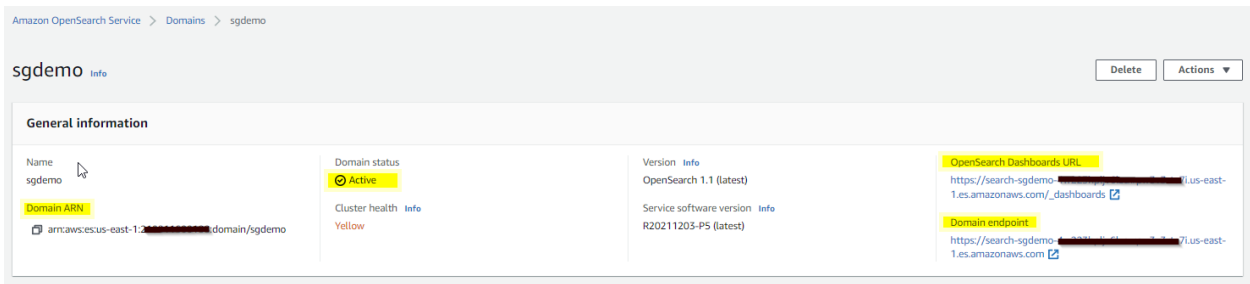 Amazon OpenSearch Service > Domains > sgdemo
sgdemo Info
Delete Actions
General information
Name
sgdemo
Domain ARN
arn:aws:es:us-east-1:2 :domain/sgdemo
Domain status
Active
Cluster health Info
Yellow
Version Info
OpenSearch 1.1 (latest)
Service software version Info
R20211203-P5 (latest)
OpenSearch Dashboards URL
https://search-sgdemo- 7i.us-east-
1.es.amazonaws.com/_dashboards
Domain endpoint
https://search-sgdemo- 7i.us-east-
1.es.amazonaws.com